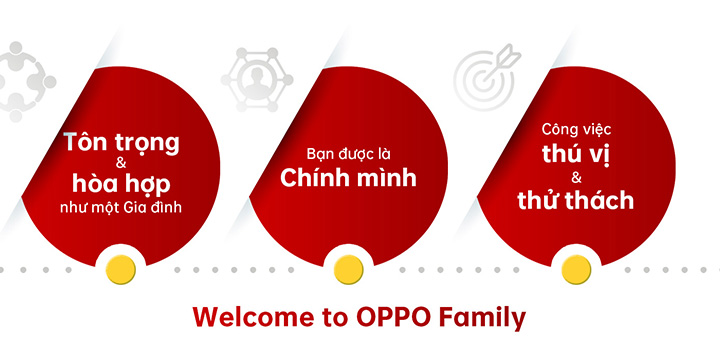 Tôn trọng
&
hòa hợp
như một Gia đình
Bạn được là
Chính mình
Công việc
thú vị
&
thử thách
Welcome to OPPO Family